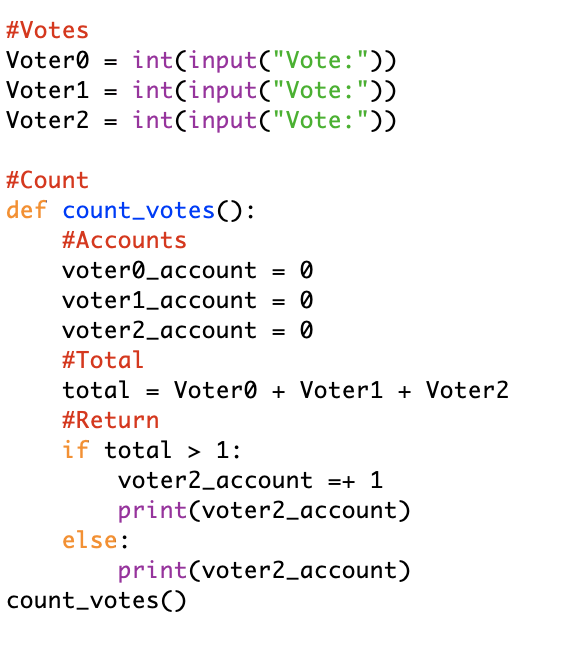 #Votes
Voter0 = int(input("Vote:"))
Voter1 = int(input("Vote:"))
Voter2 = int(input("Vote:"))
#Count
def count_votes():
    #Accounts
    voter0_account = 0
    voter1_account = 0
    voter2_account = 0
    #Total
    total = Voter0 + Voter1 + Voter2
    #Return
    if total > 1:
        voter2_account =+ 1
        print(voter2_account)
    else:
        print(voter2_account)
count_votes()